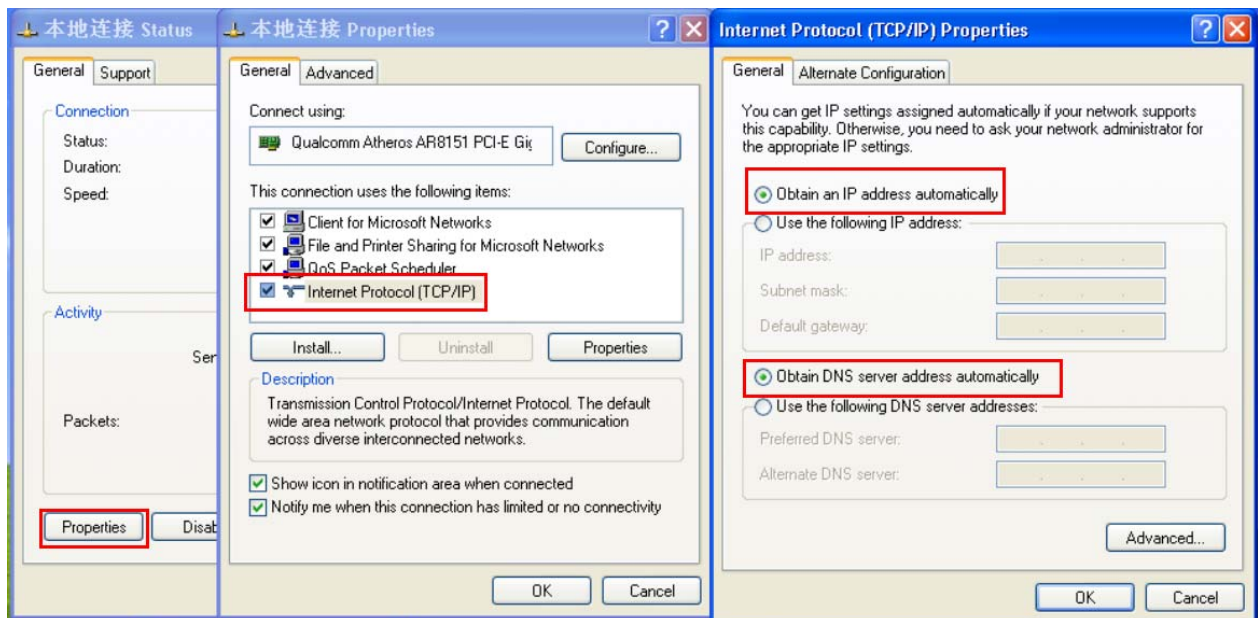 本地连接 Status
General Support
Connection
Status:
Duration:
Speed:
Activity
Packets:
Properties
本地连接 Properties
General Advanced
Connect using:
Qualcomm Atheros AR8151 PCI-E
Configure...
This connection uses the following items:
Client for Microsoft Networks
File and Printer Sharing for Microsoft Networks
QoS Packet Scheduler
Internet Protocol (TCP/IP)
Install... Uninstall Properties
Description
Transmission Control Protocol/Internet Protocol. The default
wide area network protocol that provides communication
across diverse interconnected networks.
Show icon in notification area when connected
Notify me when this connection has limited or no connectivity
OK Cancel
Internet Protocol (TCP/IP) Properties
General Alternate Configuration
You can get IP settings assigned automatically if your network supports
this capability. Otherwise, you need to ask your network administrator for
the appropriate IP settings.
Obtain an IP address automatically
Use the following IP address:
IP address:
Subnet mask:
Default gateway:
Obtain DNS server address automatically
Use the following DNS server addresses:
Preferred DNS server:
Alternate DNS server:
Advanced...
OK Cancel